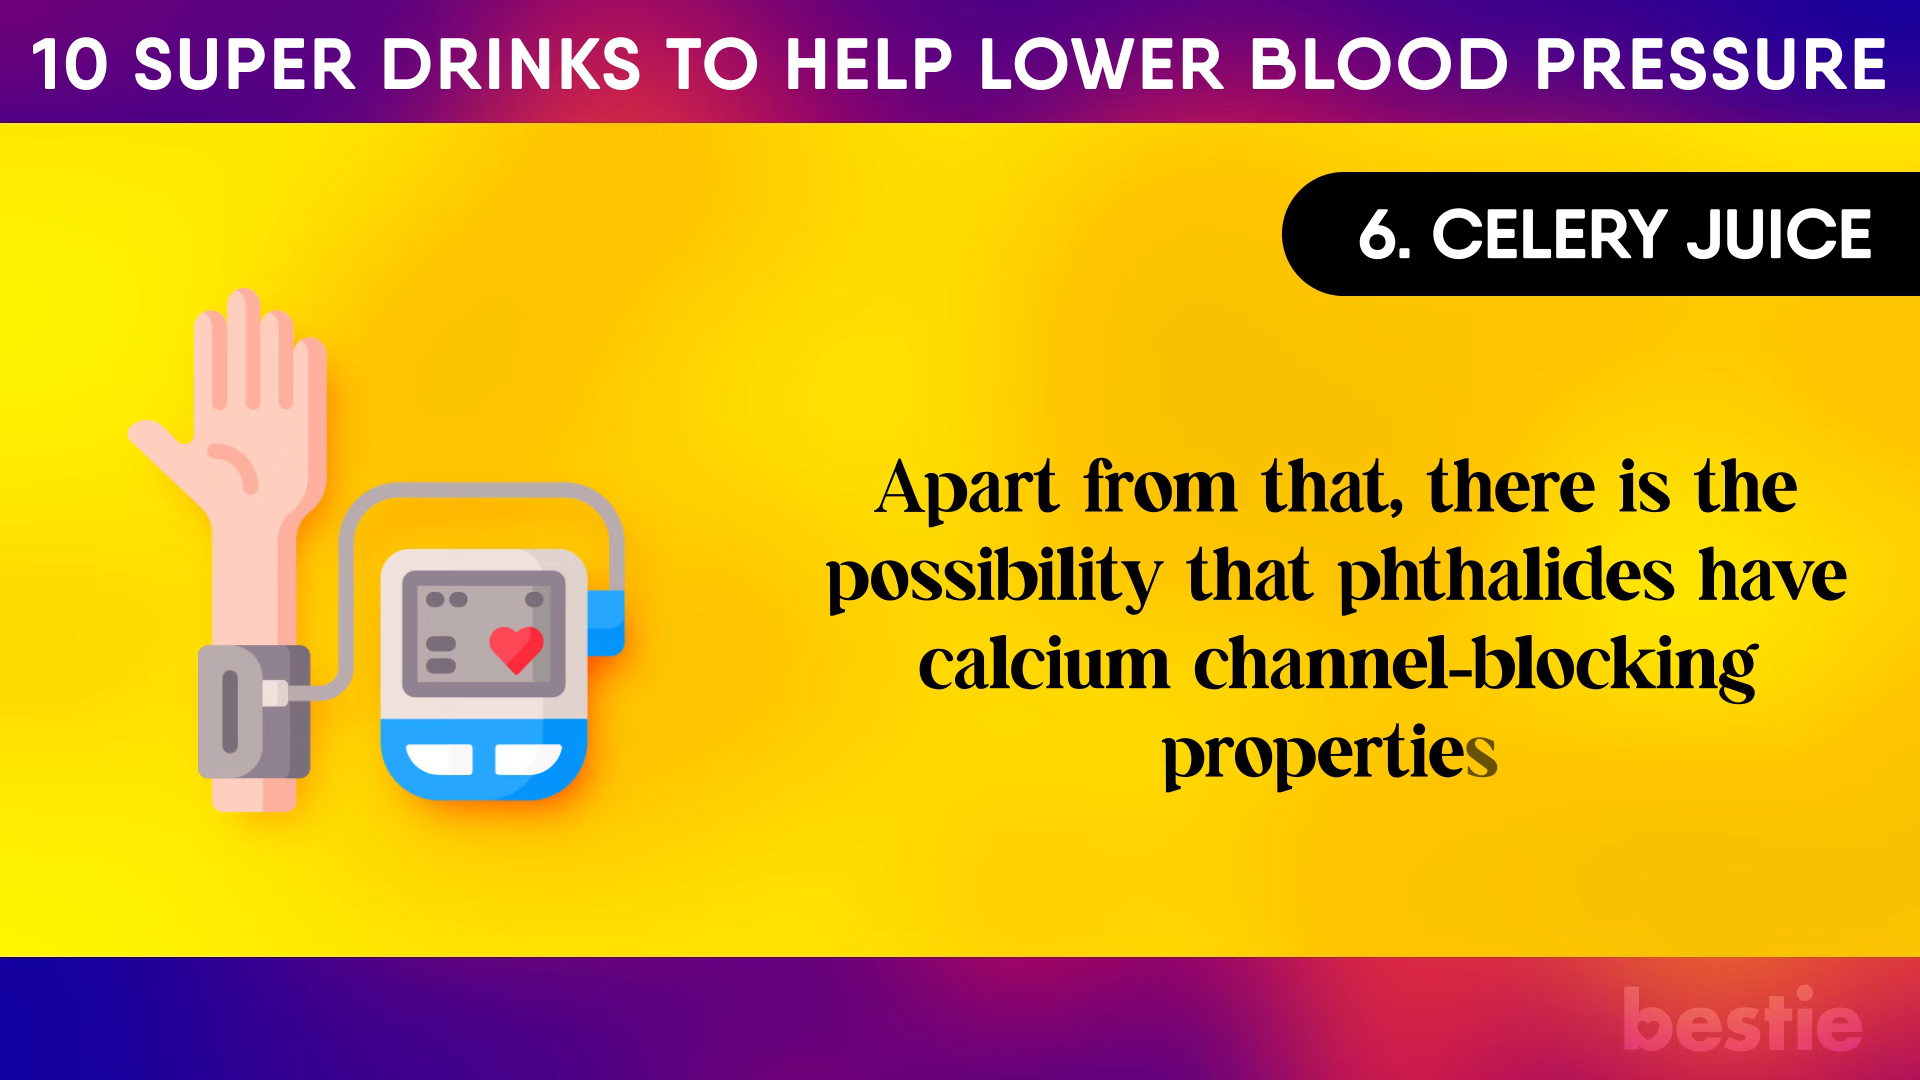 10 SUPER DRINKS TO HELP LOWER BLOOD PRESSURE
6. CELERY JUICE
Apart from that, there is the
possibility that phthalides have
calcium channel-blocking
properties
bestie